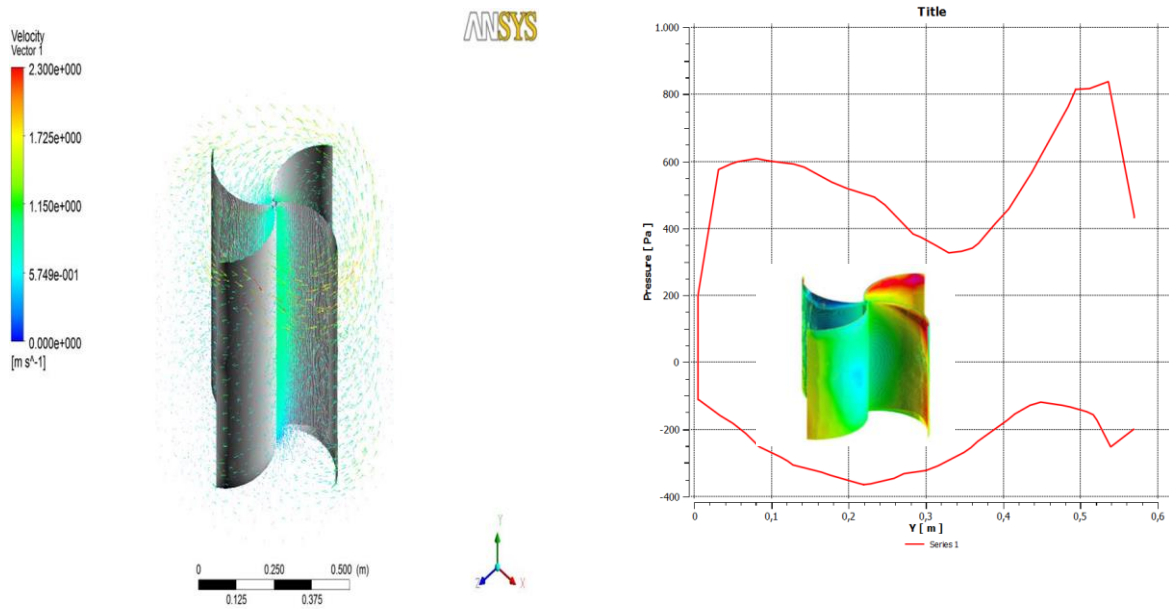 Velocity
Vector 1
2.300e+000
1.725e+000
1.150e+000
5.749e-001
0.000e+000
[m s^-1]
ANSYS
0 0.250 0.500 (m)
0.125 0.375
Y
Z X
Title
1.000
800
600
400
200
0
-200
-400
Pressure [ Pa ]
0 0,1 0,2 0,3 0,4 0,5 0,6
Y [ m ]
Series 1